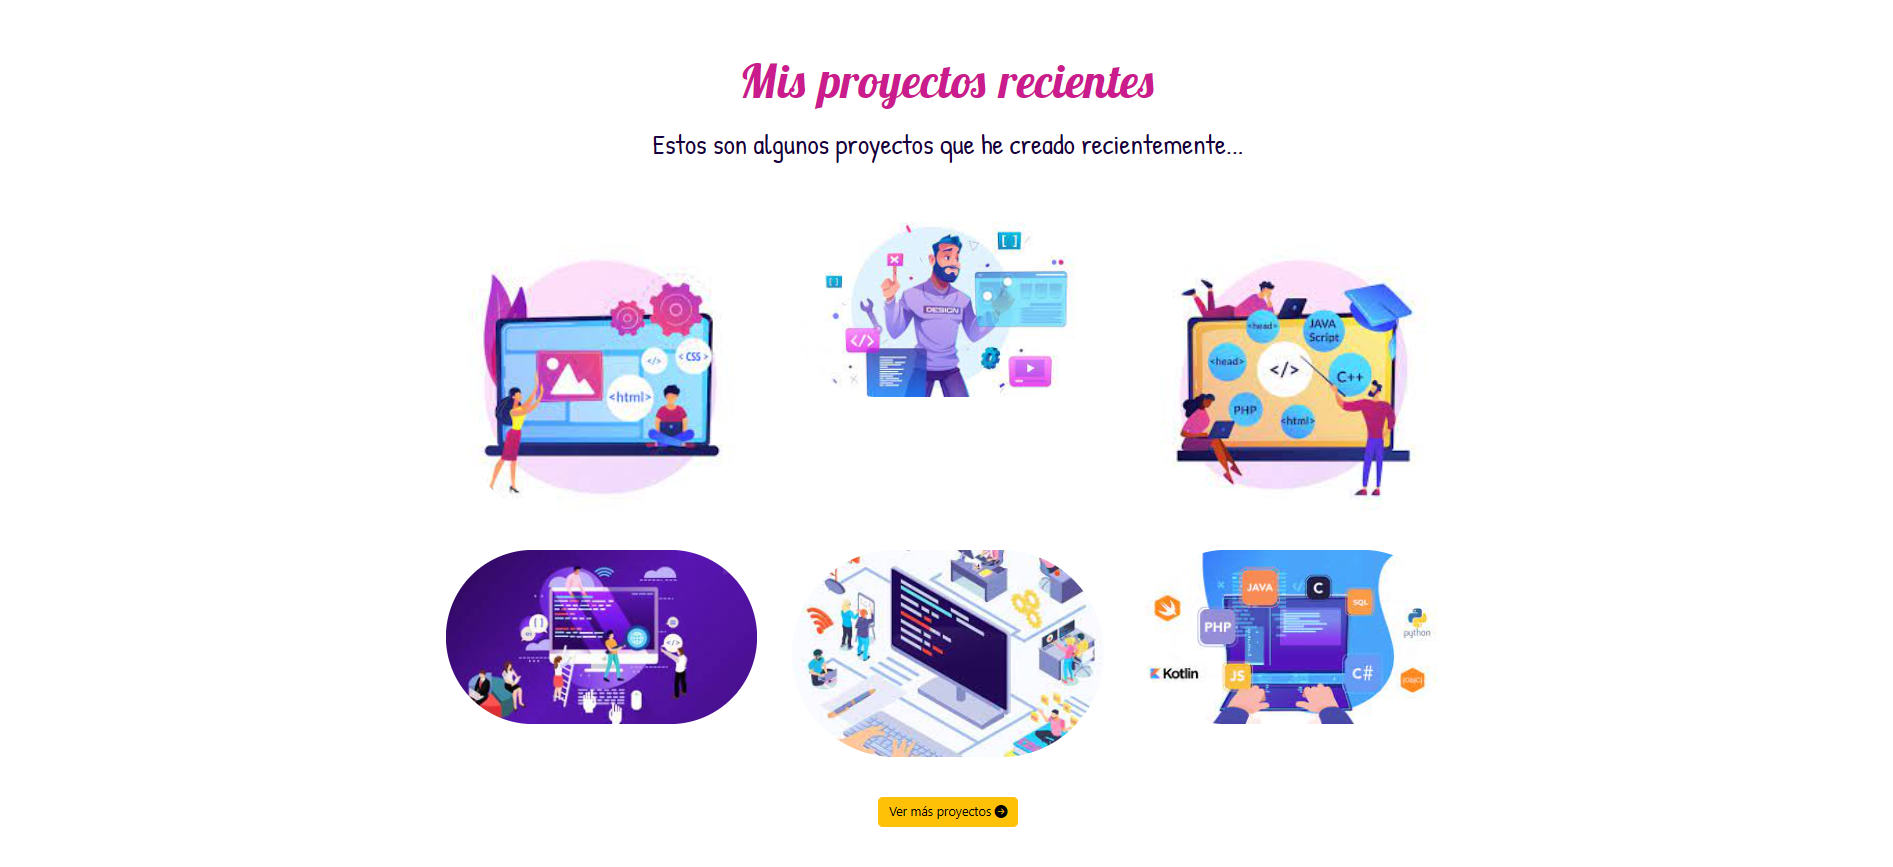 Mis proyectos recientes
Estos son algunos proyectos que he creado recientemente...
</>
< CSS >
<html>
[ ]
[ ]
DESIGN
</>
<head>
JAVA
Script
<head>
</>
C++
PHP
<html>
[ ]
</>
JAVA
C
SQL
PHP
python
Kotlin
JS
C#
[OBJC]
Ver más proyectos